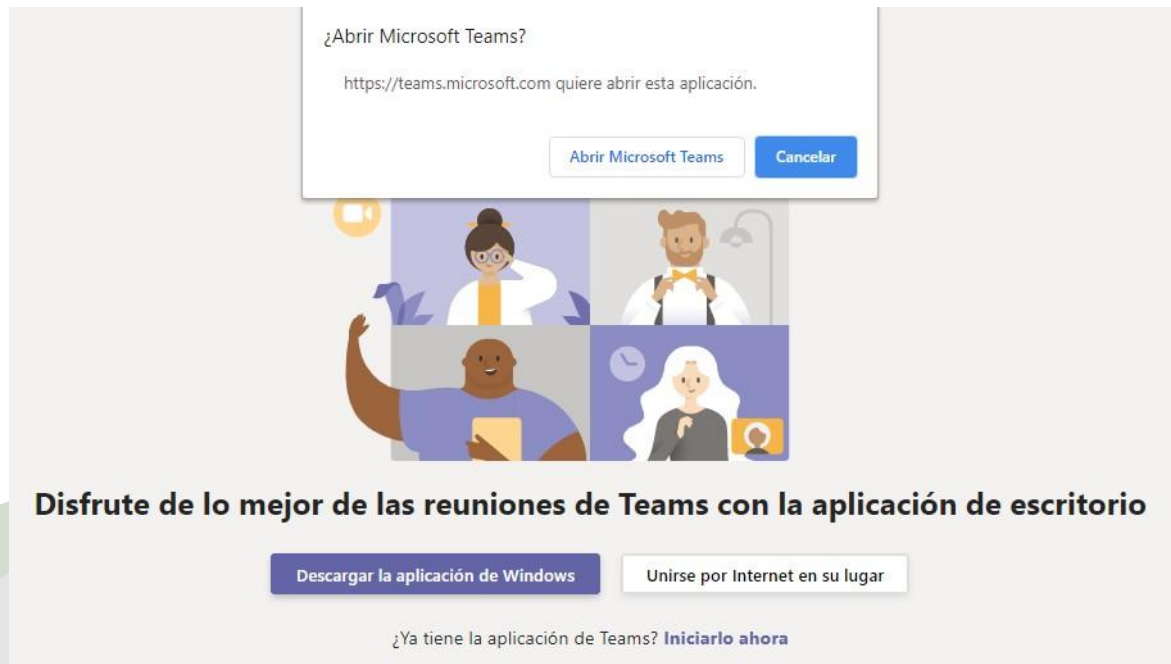 ¿Abrir Microsoft Teams?
https://teams.microsoft.com quiere abrir esta aplicación.
Abrir Microsoft Teams
Cancelar
Disfrute de lo mejor de las reuniones de Teams con la aplicación de escritorio
Descargar la aplicación de Windows
Unirse por Internet en su lugar
¿Ya tiene la aplicación de Teams? Iniciarlo ahora